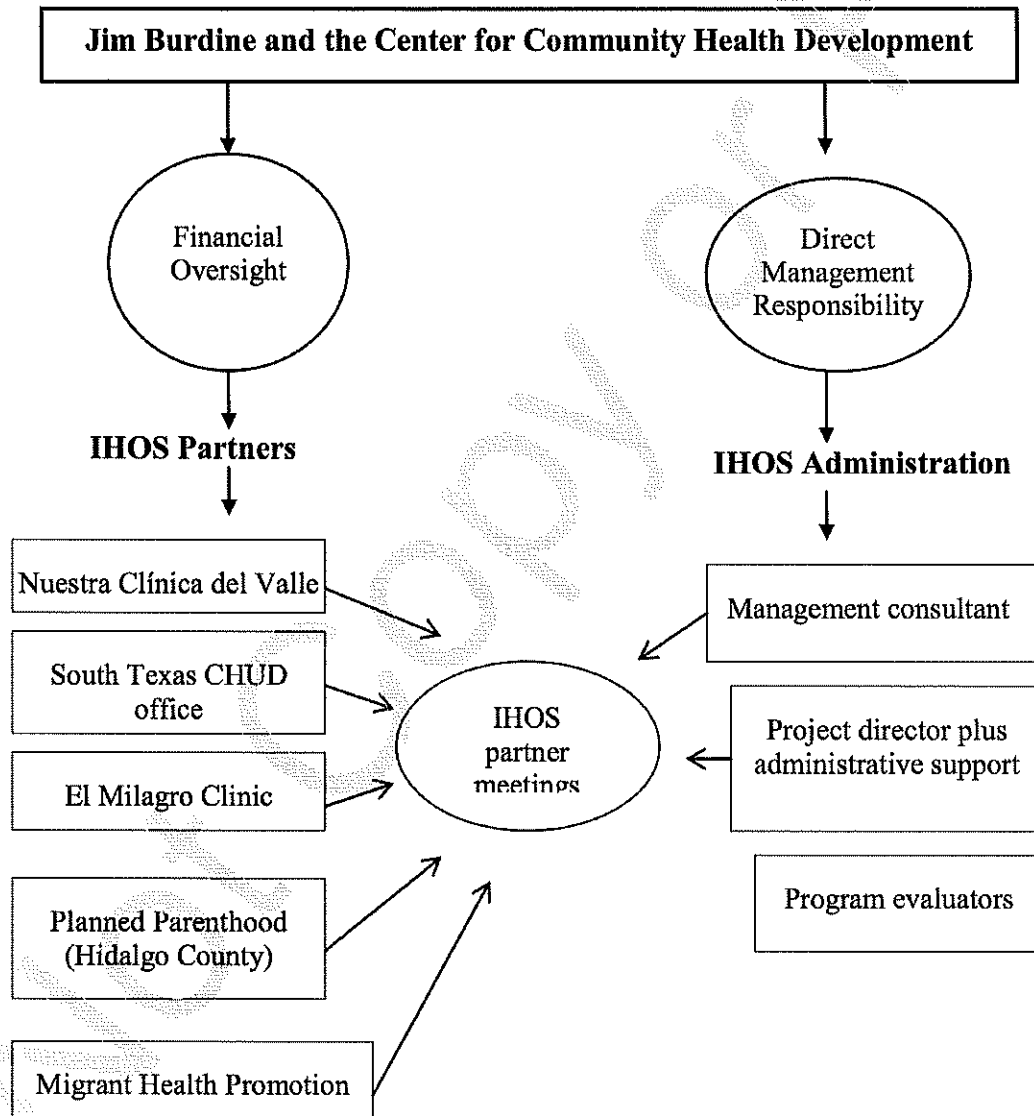 Jim Burdine and the Center for Community Health Development
Financial
Oversight
Direct
Management
Responsibility
IHOS Partners
IHOS Administration
Nuestra Clínica del Valle
South Texas CHUD
office
El Milagro Clinic
Planned Parenthood
(Hidalgo County)
Migrant Health Promotion
IHOS
partner
meetings
Management consultant
Project director plus
administrative support
Program evaluators